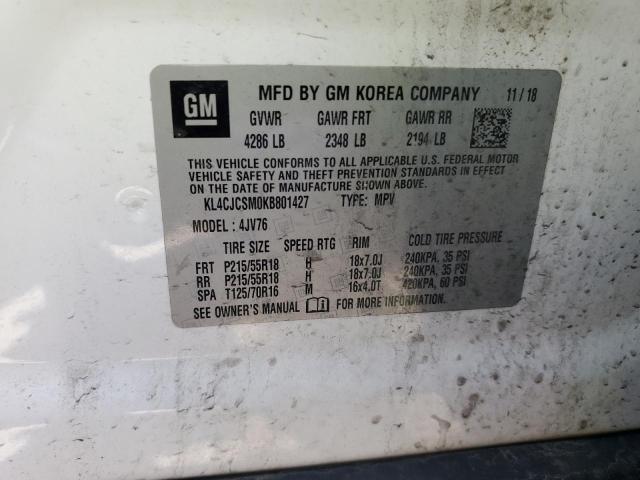 GM MFD BY GM KOREA COMPANY 11/18
GVWR GAWR FRT GAWR RR
4286 LB 2348 LB 2194 LB
THIS VEHICLE CONFORMS TO ALL APPLICABLE U.S. FEDERAL MOTOR
VEHICLE SAFETY AND THEFT PREVENTION STANDARDS IN EFFECT
ON THE DATE OF MANUFACTURE SHOWN ABOVE.
KL4CJCSM0KB801427 TYPE: MPV
MODEL: 4JV76
TIRE SIZE SPEED RTG RIM COLD TIRE PRESSURE
FRT P215/55R18 H 18x7.0J 240KPA, 35 PSI
RR P215/55R18 H 18x7.0J 240KPA, 35 PSI
SPA T125/70R16 M 16x4.0T 420KPA, 60 PSI
SEE OWNER'S MANUAL FOR MORE INFORMATION.